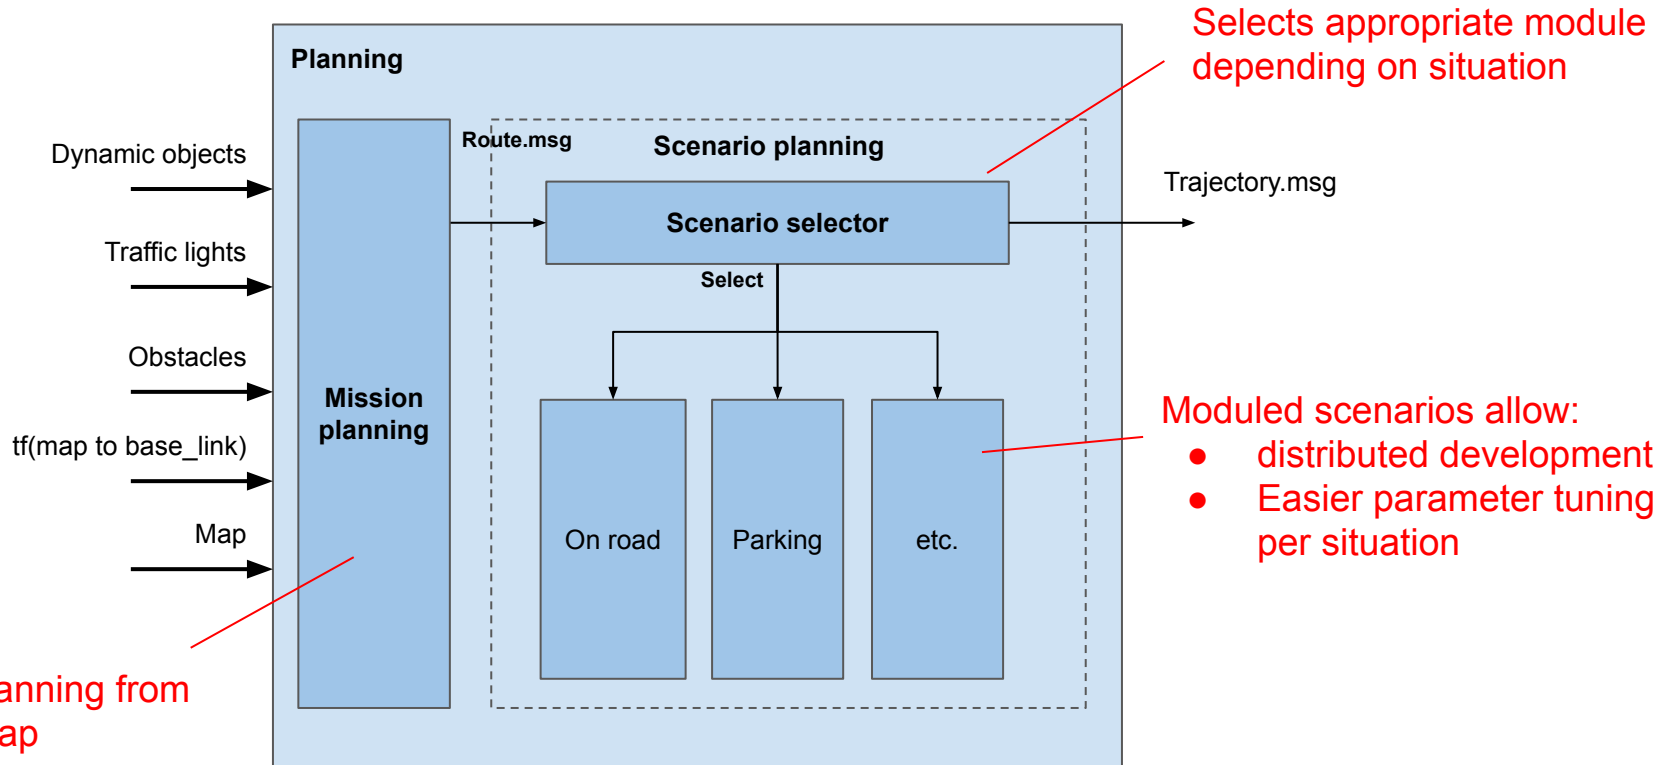 Selects appropriate module
depending on situation
Planning
Route.msg
Scenario planning
Dynamic objects
Trajectory.msg
Scenario selector
Traffic lights
Select
Obstacles
Mission
planning
Moduled scenarios allow:
● distributed development
● Easier parameter tuning
per situation
tf(map to base_link)
Map
On road
Parking
etc.
from